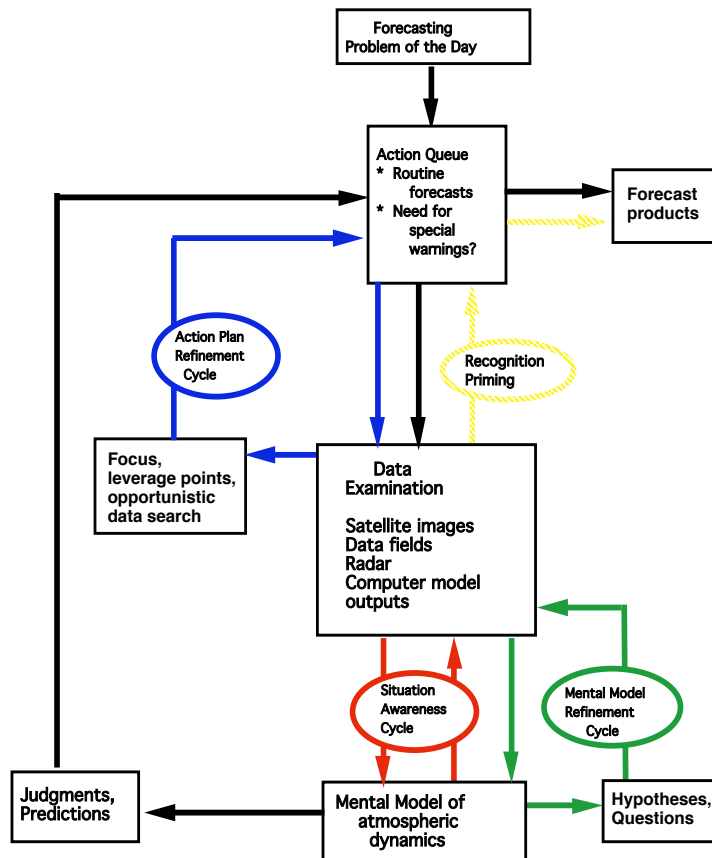 Forecasting
Problem of the Day
Action Queue
* Routine
forecasts
* Need for
special
warnings?
Forecast
products
Action Plan
Refinement
Cycle
Recognition
Priming
Focus,
leverage points,
opportunistic
data search
Data
Examination
Satellite images
Data fields
Radar
Computer model
outputs
Situation
Awareness
Cycle
Mental Model
Refinement
Cycle
Judgments,
Predictions
Mental Model of
atmospheric
dynamics
Hypotheses,
Questions